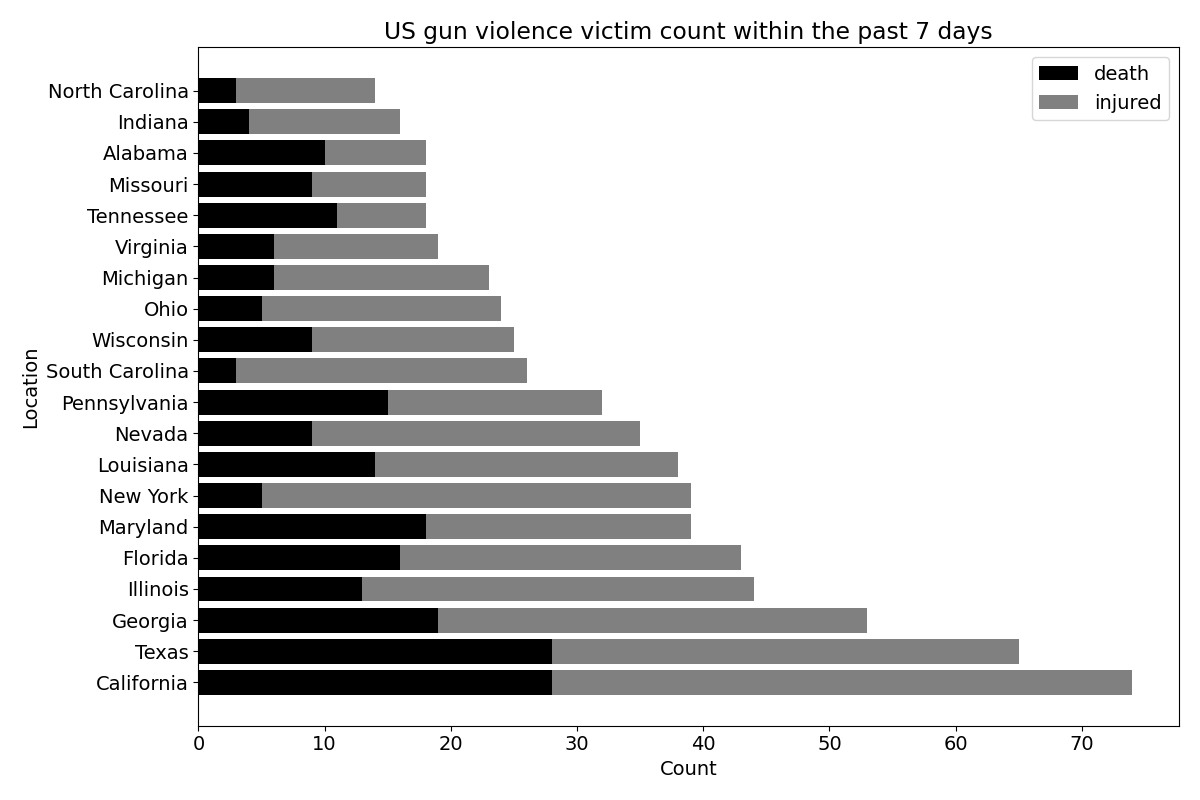 US gun violence victim count within the past 7 days
death
injured
North Carolina
Indiana
Alabama
Missouri
Tennessee
Virginia
Michigan
Ohio
Wisconsin
South Carolina
Pennsylvania
Nevada
Louisiana
New York
Maryland
Florida
Illinois
Georgia
Texas
California
Location
0 10 20 30 40 50 60 70
Count